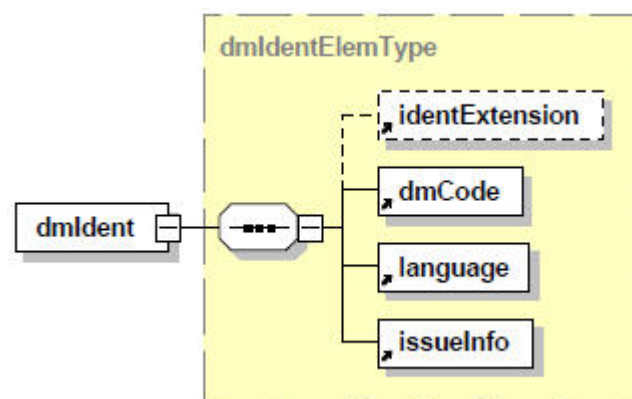 dmIdentElemType
identExtension
dmCode
dmIdent
language
issueInfo